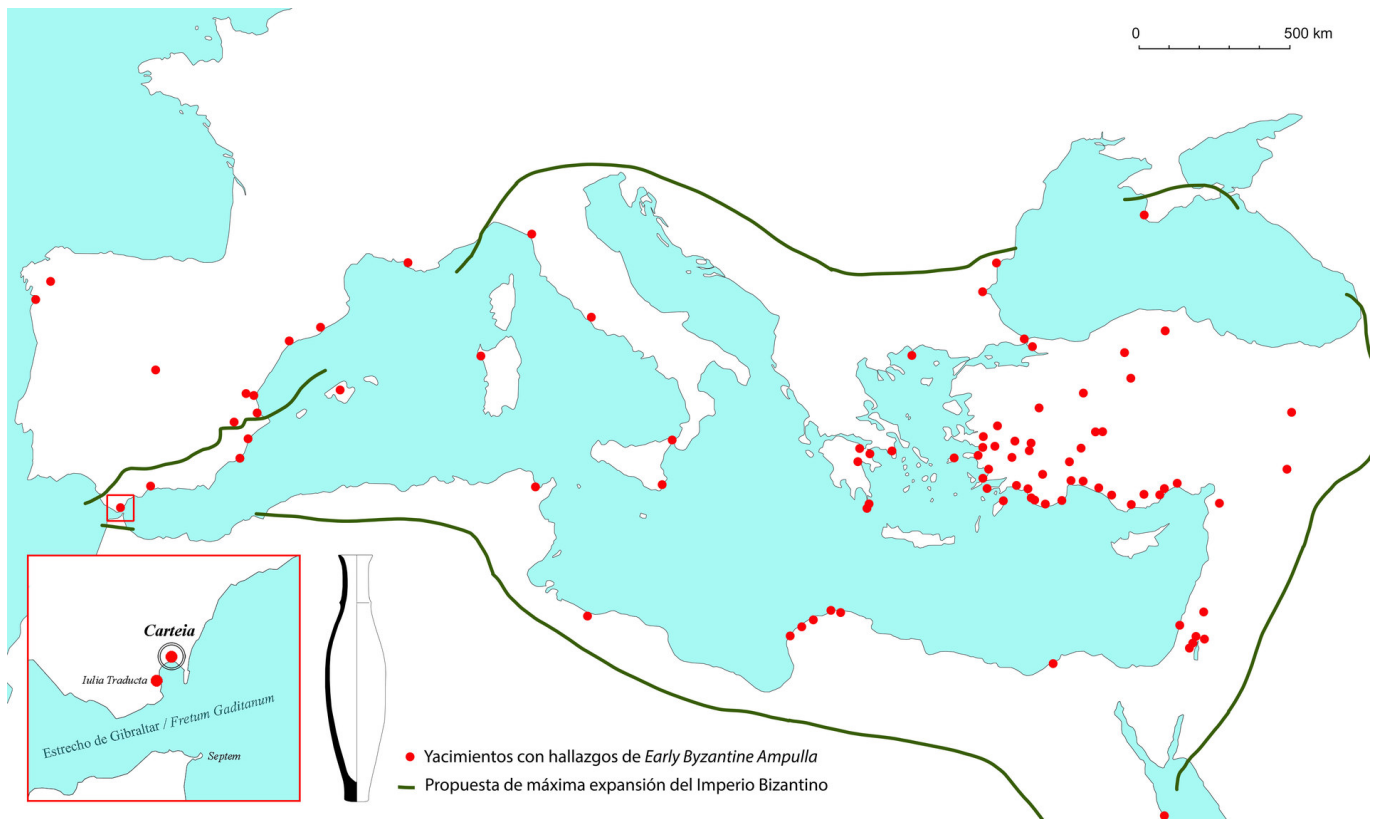 0 500 km
Carteia
Iulia Traducta
Estrecho de Gibraltar / Fretum Gaditanum
Septem
Yacimientos con hallazgos de Early Byzantine Ampulla
Propuesta de máxima expansión del Imperio Bizantino